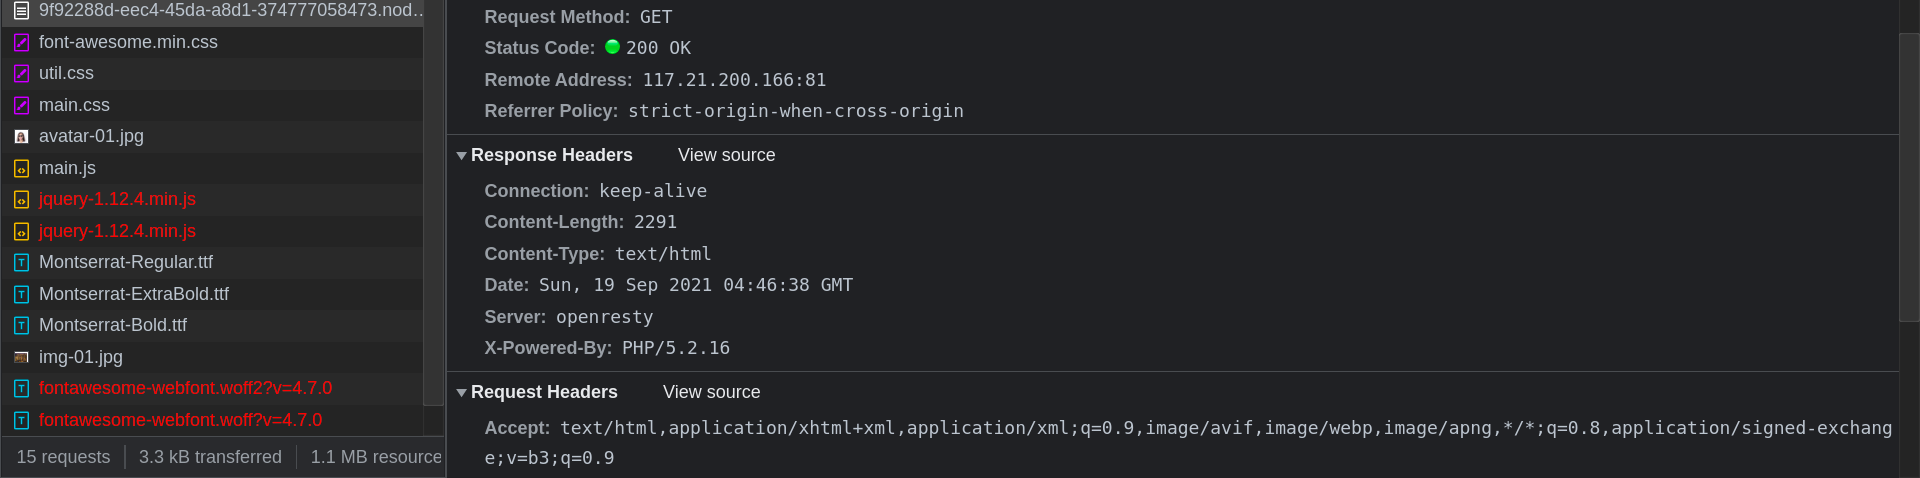 9f92288d-eec4-45da-a8d1-374777058473.nod…
font-awesome.min.css
util.css
main.css
avatar-01.jpg
main.js
jquery-1.12.4.min.js
jquery-1.12.4.min.js
Montserrat-Regular.ttf
Montserrat-ExtraBold.ttf
Montserrat-Bold.ttf
img-01.jpg
fontawesome-webfont.woff2?v=4.7.0
fontawesome-webfont.woff?v=4.7.0
15 requests 3.3 kB transferred 1.1 MB resource
Request Method: GET
Status Code: 200 OK
Remote Address: 117.21.200.166:81
Referrer Policy: strict-origin-when-cross-origin
Response Headers View source
Connection: keep-alive
Content-Length: 2291
Content-Type: text/html
Date: Sun, 19 Sep 2021 04:46:38 GMT
Server: openresty
X-Powered-By: PHP/5.2.16
Request Headers View source
Accept: text/html,application/xhtml+xml,application/xml;q=0.9,image/avif,image/webp,image/apng,*/*;q=0.8,application/signed-exchang
e;v=b3;q=0.9